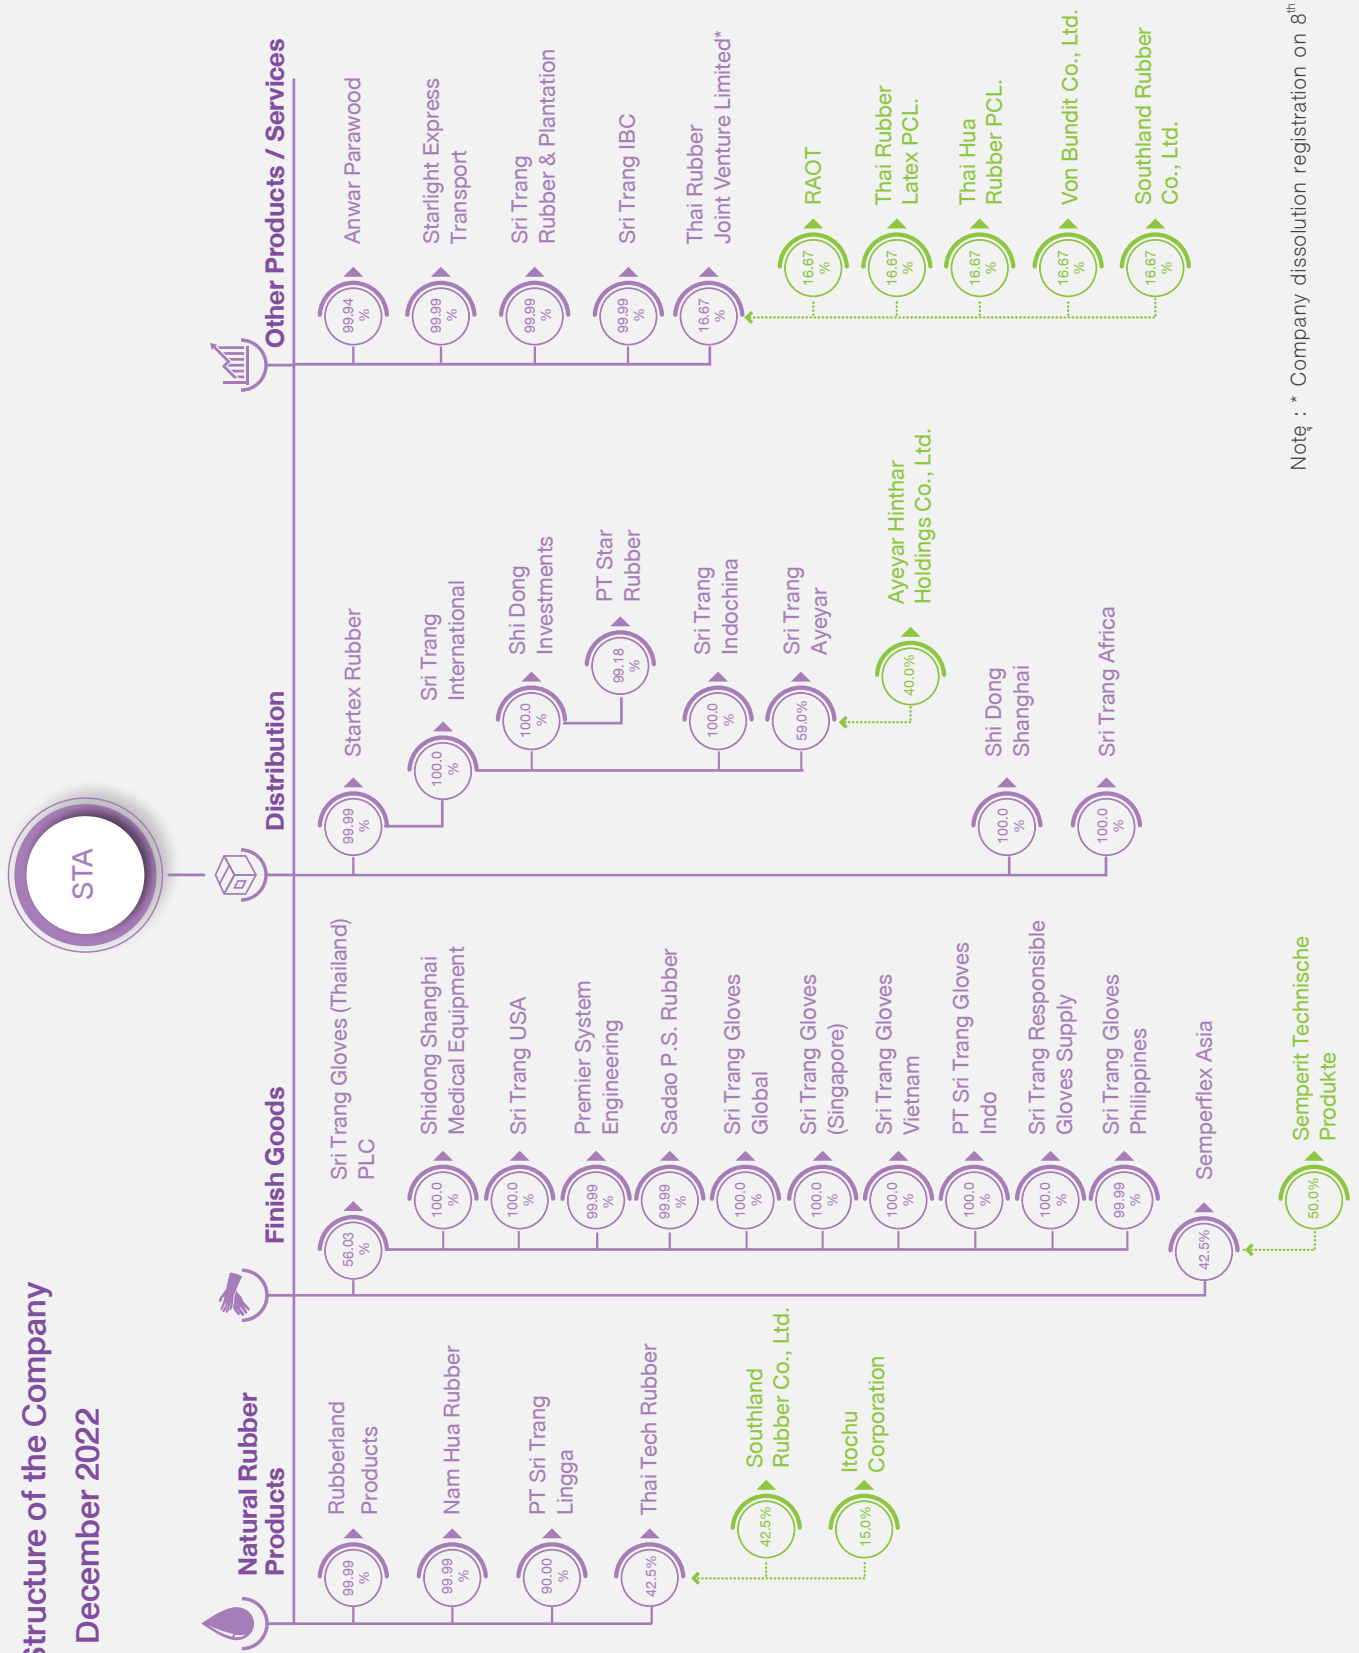 Structure of the Company
December 2022
STA
Natural Rubber
Products
99.99
%
Rubberland
Products
99.99
%
Nam Hua Rubber
90.00
%
PT Sri Trang
Lingga
42.5%
Thai Tech Rubber
42.5%
Southland
Rubber Co., Ltd.
15.0%
Itochu
Corporation
Finish Goods
56.03
%
Sri Trang Gloves (Thailand)
PLC
100.0
%
Shidong Shanghai
Medical Equipment
100.0
%
Sri Trang USA
99.99
%
Premier System
Engineering
99.99
%
Sadao P.S. Rubber
100.0
%
Sri Trang Gloves
Global
100.0
%
Sri Trang Gloves
(Singapore)
100.0
%
Sri Trang Gloves
Vietnam
100.0
%
PT Sri Trang Gloves
Indo
100.0
%
Sri Trang Responsible
Gloves Supply
99.99
%
Sri Trang Gloves
Philippines
42.5%
Semperflex Asia
50.0%
Semperit Technische
Produkte
Distribution
99.99
%
Startex Rubber
100.0
%
Sri Trang
International
100.0
%
Shi Dong
Investments
99.18
%
PT Star
Rubber
100.0
%
Sri Trang
Indochina
59.0%
Sri Trang
Ayeyar
40.0%
Ayeyar Hinthar
Holdings Co., Ltd.
100.0
%
Shi Dong
Shanghai
100.0
%
Sri Trang Africa
Other Products / Services
99.94
%
Anwar Parawood
99.99
%
Starlight Express
Transport
99.99
%
Sri Trang
Rubber & Plantation
99.99
%
Sri Trang IBC
16.67
%
Thai Rubber
Joint Venture Limited*
16.67
%
RAOT
16.67
%
Thai Rubber
Latex PCL.
16.67
%
Thai Hua
Rubber PCL.
16.67
%
Von Bundit Co., Ltd.
16.67
%
Southland Rubber
Co., Ltd.
Note : * Company dissolution registration on 8th